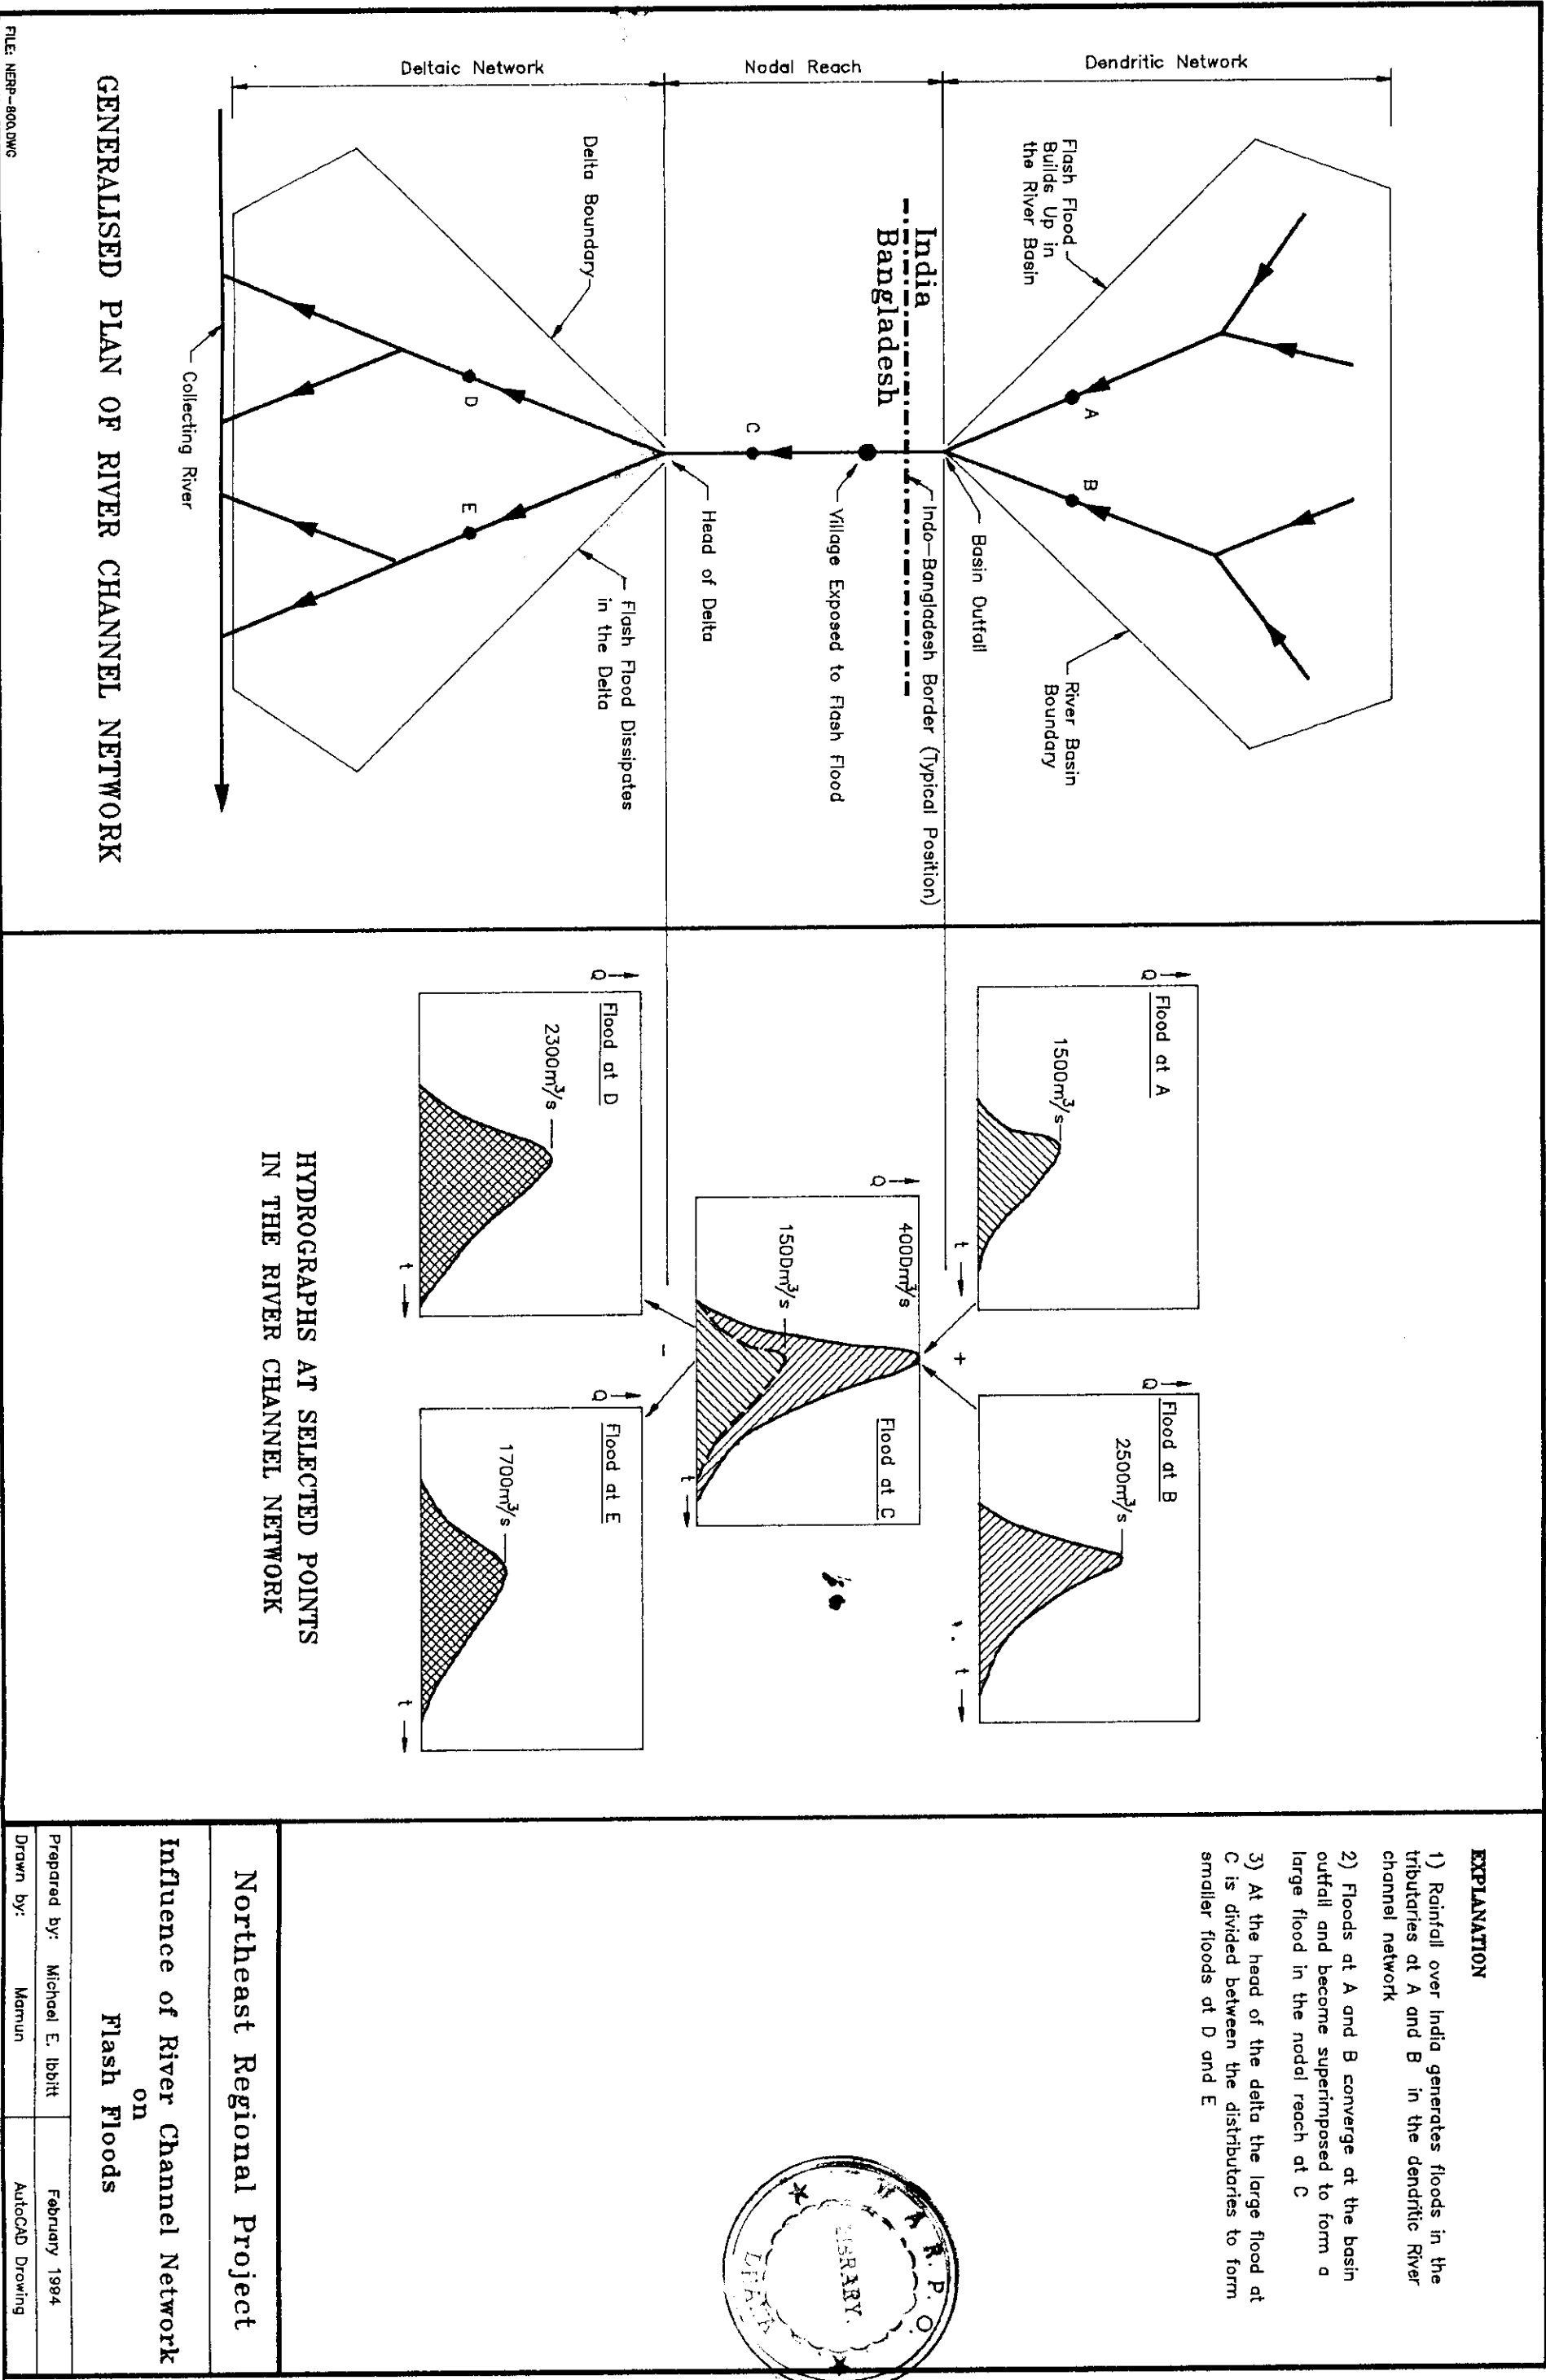 Dendritic Network
Nodal Reach
Deltaic Network
Flash Flood
Builds Up in
the River Basin
A
B
River Basin
Boundary
Basin Outfall
India
Indo-Bangladesh Border (Typical Position)
Bangladesh
Village Exposed to Flash Flood
C
Head of Delta
Delta Boundary
Flash Flood Dissipates
in the Delta
D
E
Collecting River
GENERALISED PLAN OF RIVER CHANNEL NETWORK
FILE: NERP-800.DWG
Q
Flood at A
1500m³/s
t
+
Q
Flood at B
2500m³/s
t
Q
4000m³/s
Flood at C
1500m³/s
t
-
Q
Flood at D
2300m³/s
t
Q
Flood at E
1700m³/s
t
HYDROGRAPHS AT SELECTED POINTS
IN THE RIVER CHANNEL NETWORK
EXPLANATION
1) Rainfall over India generates floods in the
tributaries at A and B in the dendritic River
channel network
2) Floods at A and B converge at the basin
outfall and become superimposed to form a
large flood in the nodal reach at C
3) At the head of the delta the large flood at
C is divided between the distributaries to form
smaller floods at D and E
W A R. P. O.
LIBRARY.
DHAKA
Northeast Regional Project
Influence of River Channel Network
on
Flash Floods
Prepared by: Michael E. Ibbitt
February 1994
Drawn by: Mamun
AutoCAD Drawing